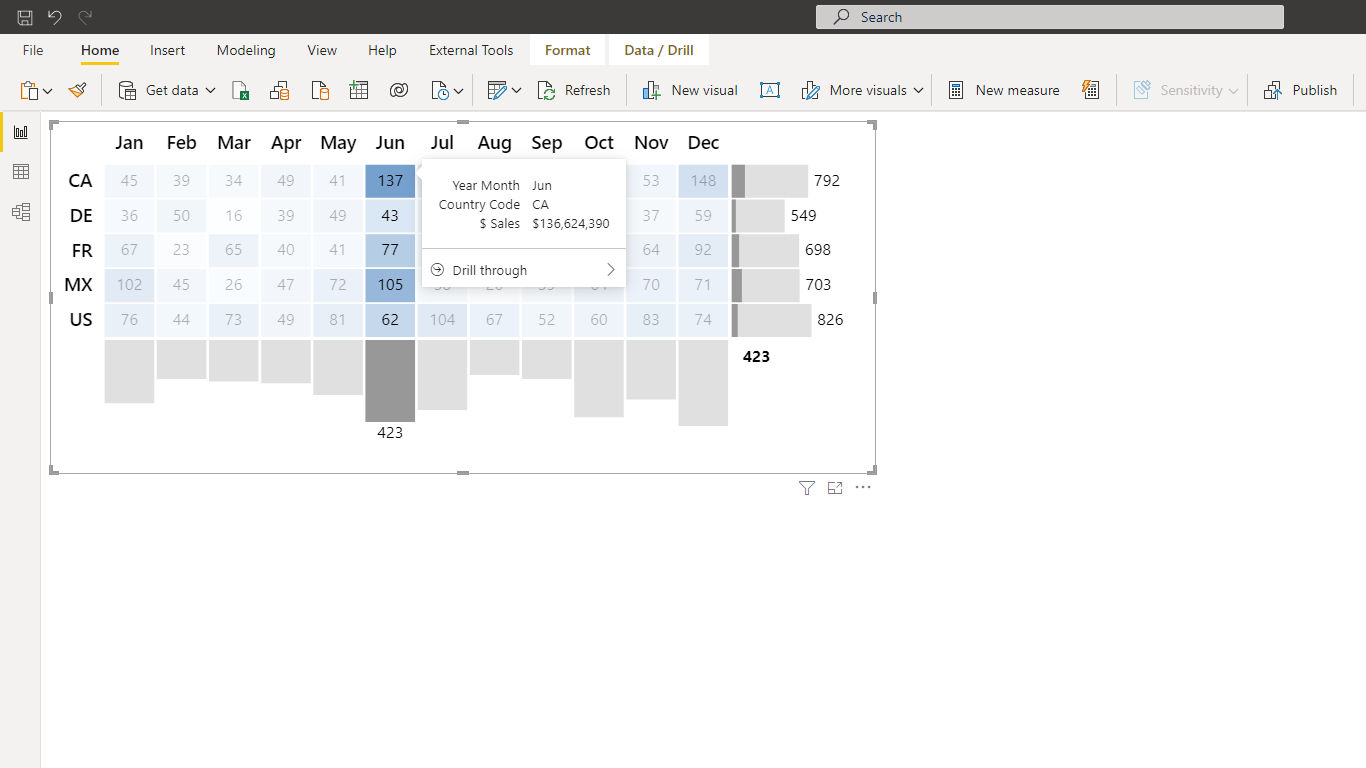 Search
File Home Insert Modeling View Help External Tools Format Data / Drill
Get data Refresh New visual More visuals New measure Sensitivity Publish
Jan Feb Mar Apr May Jun Jul Aug Sep Oct Nov Dec
CA 45 39 34 49 41 137 53 148 792
DE 36 50 16 39 49 43 37 59 549
FR 67 23 65 40 41 77 64 92 698
MX 102 45 26 47 72 105 70 71 703
US 76 44 73 49 81 62 104 67 52 60 83 74 826
423
423
Year Month Jun
Country Code CA
$ Sales $136,624,390
Drill through